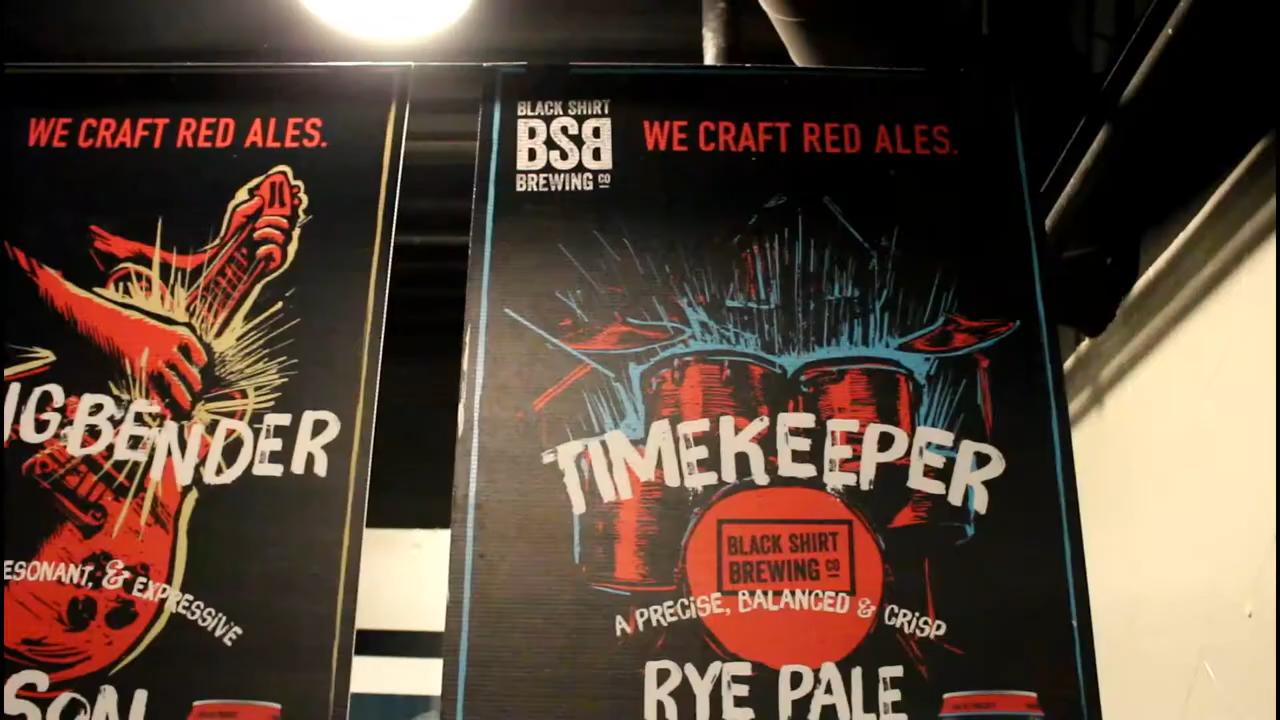 WE CRAFT RED ALES.
IGBENDER
ESONANT, & EXPRESSIVE
SON
BLACK SHIRT
BSB
BREWING CO
WE CRAFT RED ALES.
TIMEKEEPER
BLACK SHIRT
BREWING CO
A PRECISE, BALANCED & CRISP
RYE PALE